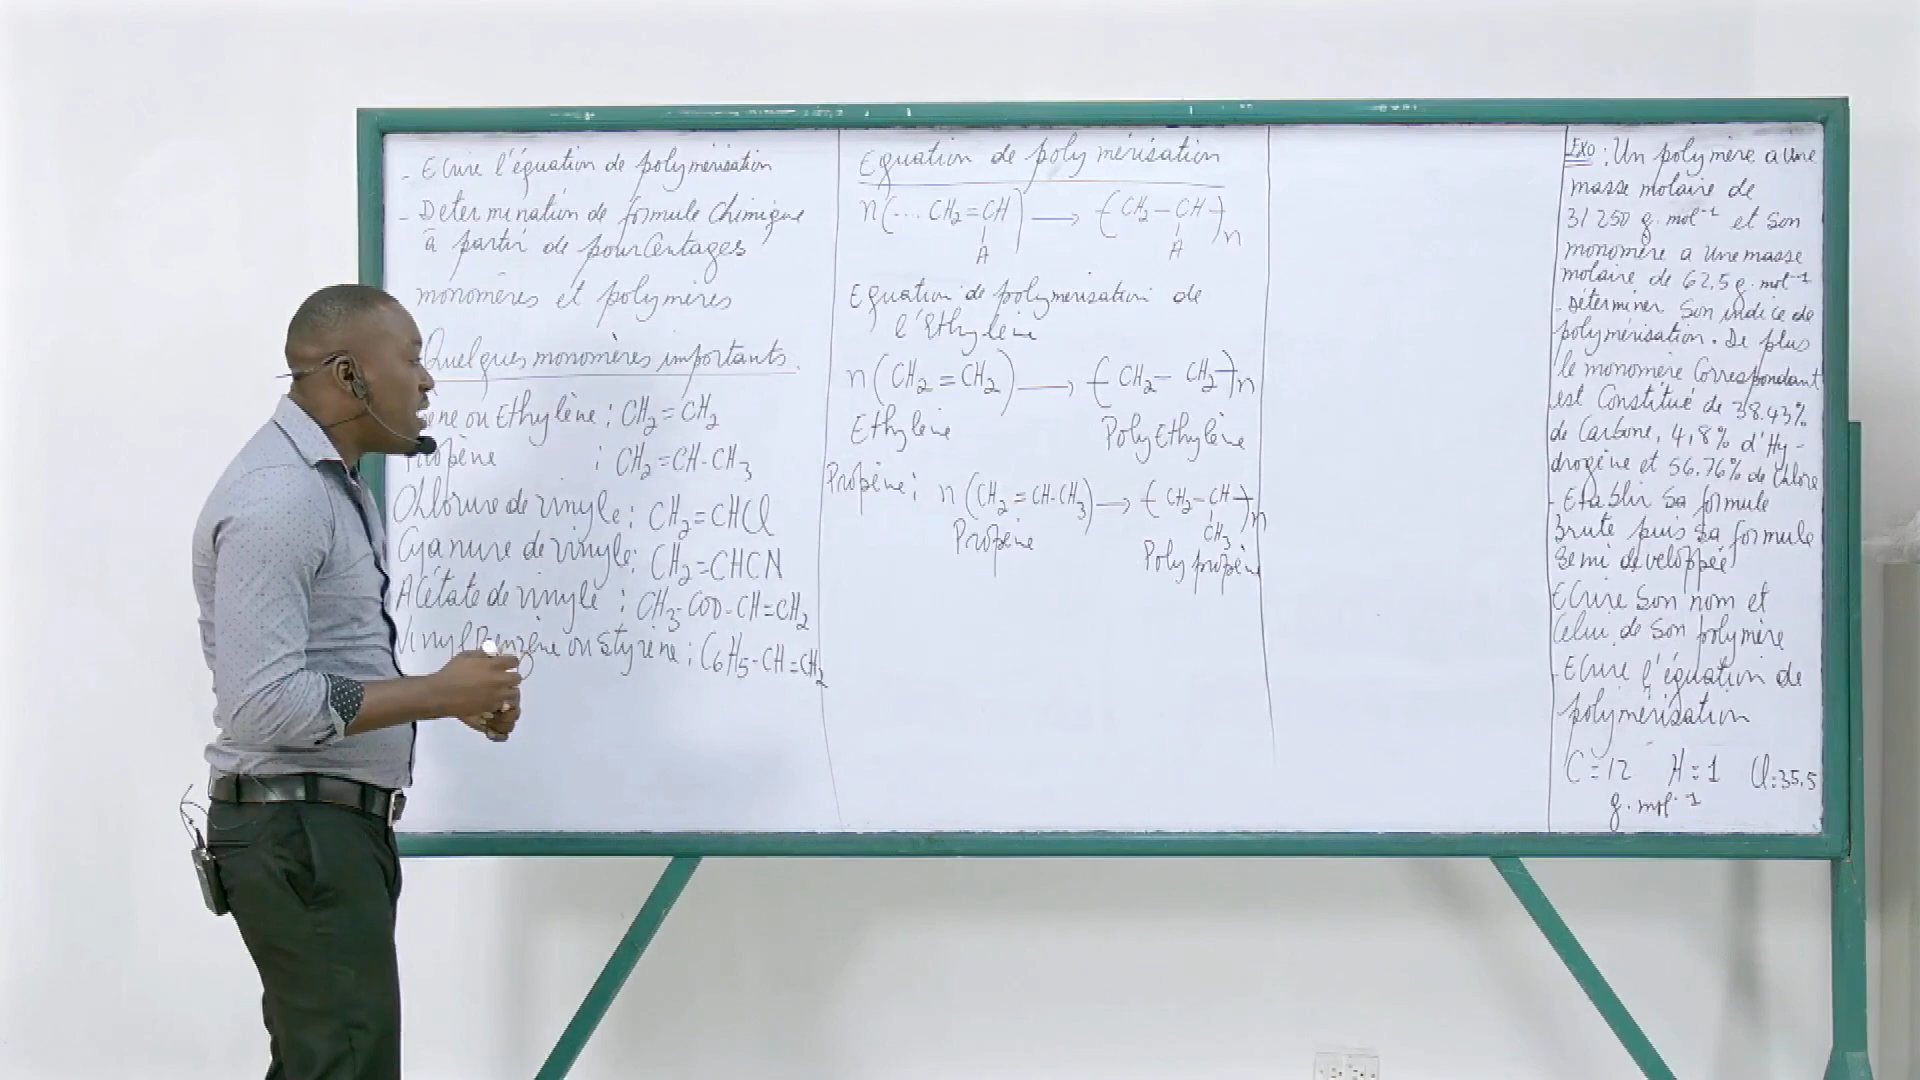 - Ecrire l'équation de polymérisation
- Détermination de formule chimique
à partir de pourcentages
monomères et polymères
Quelques monomères importants.
ène ou Ethylène : CH₂=CH₂
Propène : CH₂=CH-CH₃
Chlorure de vinyle : CH₂=CHCl
Cyanure de vinyle : CH₂=CHCN
Acétate de vinyle : CH₃-COO-CH=CH₂
Vinyl Benzène ou Styrène : C₆H₅-CH=CH₂
Equation de polymérisation
n(... CH₂=CH) → (CH₂-CH)n
A A
Equation de polymérisation de
l'Ethylène
n(CH₂=CH₂) → (CH₂-CH₂)n
Ethylène PolyEthylène
Propène : n(CH₂=CH-CH₃) → (CH₂-CH)n
CH₃
Propène Polypropène
Exo : Un polymère a une
masse molaire de
31250 g.mol⁻¹ et son
monomère a une masse
molaire de 62,5 g.mol⁻¹
- Déterminer son indice de
polymérisation. De plus
le monomère correspondant
est constitué de 38.43%
de Carbone, 4,8% d'Hy-
drogène et 56.76% de Chlore
- Etablir sa formule
Brute puis sa formule
semi développée
Ecrire son nom et
celui de son polymère
- Ecrire l'équation de
polymérisation
C = 12 H = 1 Cl = 35.5
g.mol⁻¹